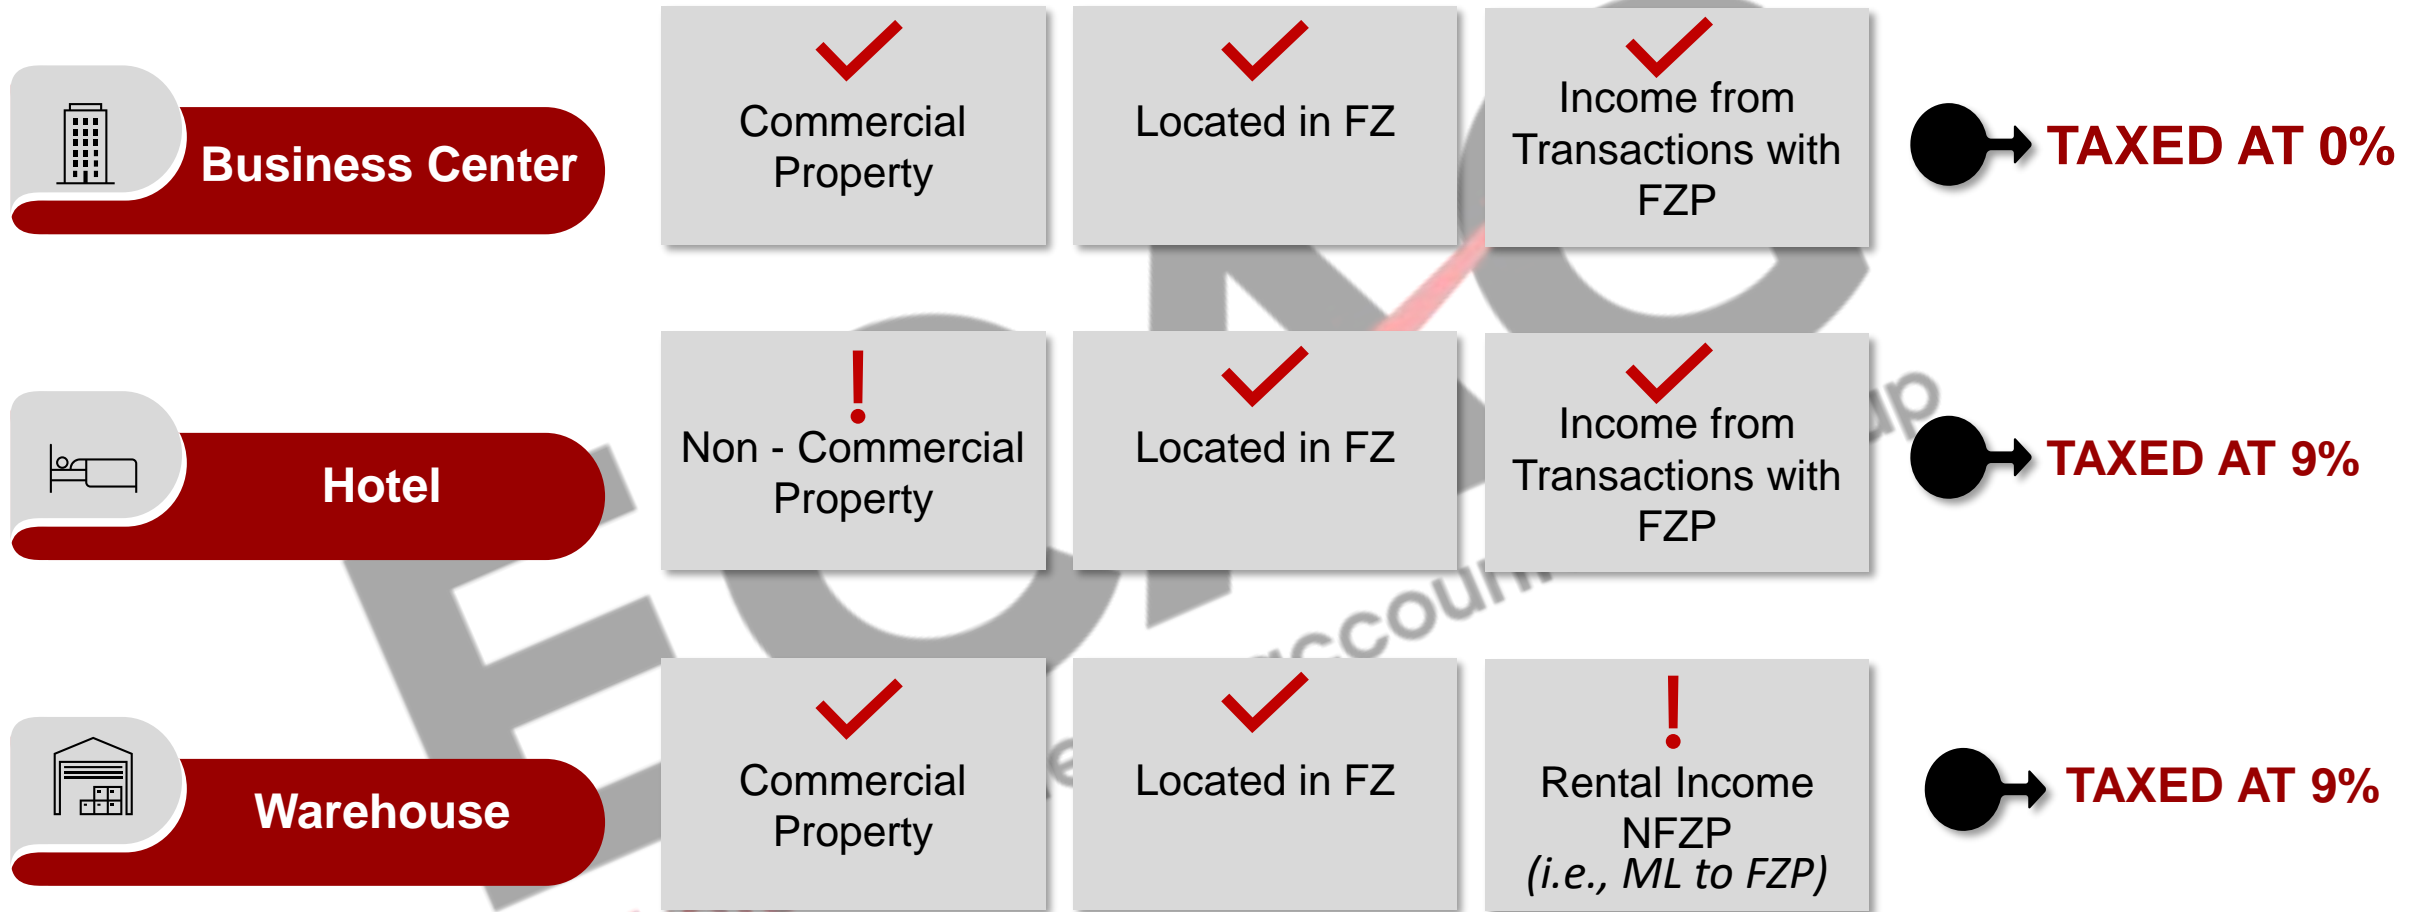 Business Center
Commercial
Property
Located in FZ
Income from
Transactions with
FZP
TAXED AT 0%
Hotel
Non - Commercial
Property
Located in FZ
Income from
Transactions with
FZP
TAXED AT 9%
Warehouse
Commercial
Property
Located in FZ
Rental Income
NFZP
(i.e., ML to FZP)
TAXED AT 9%